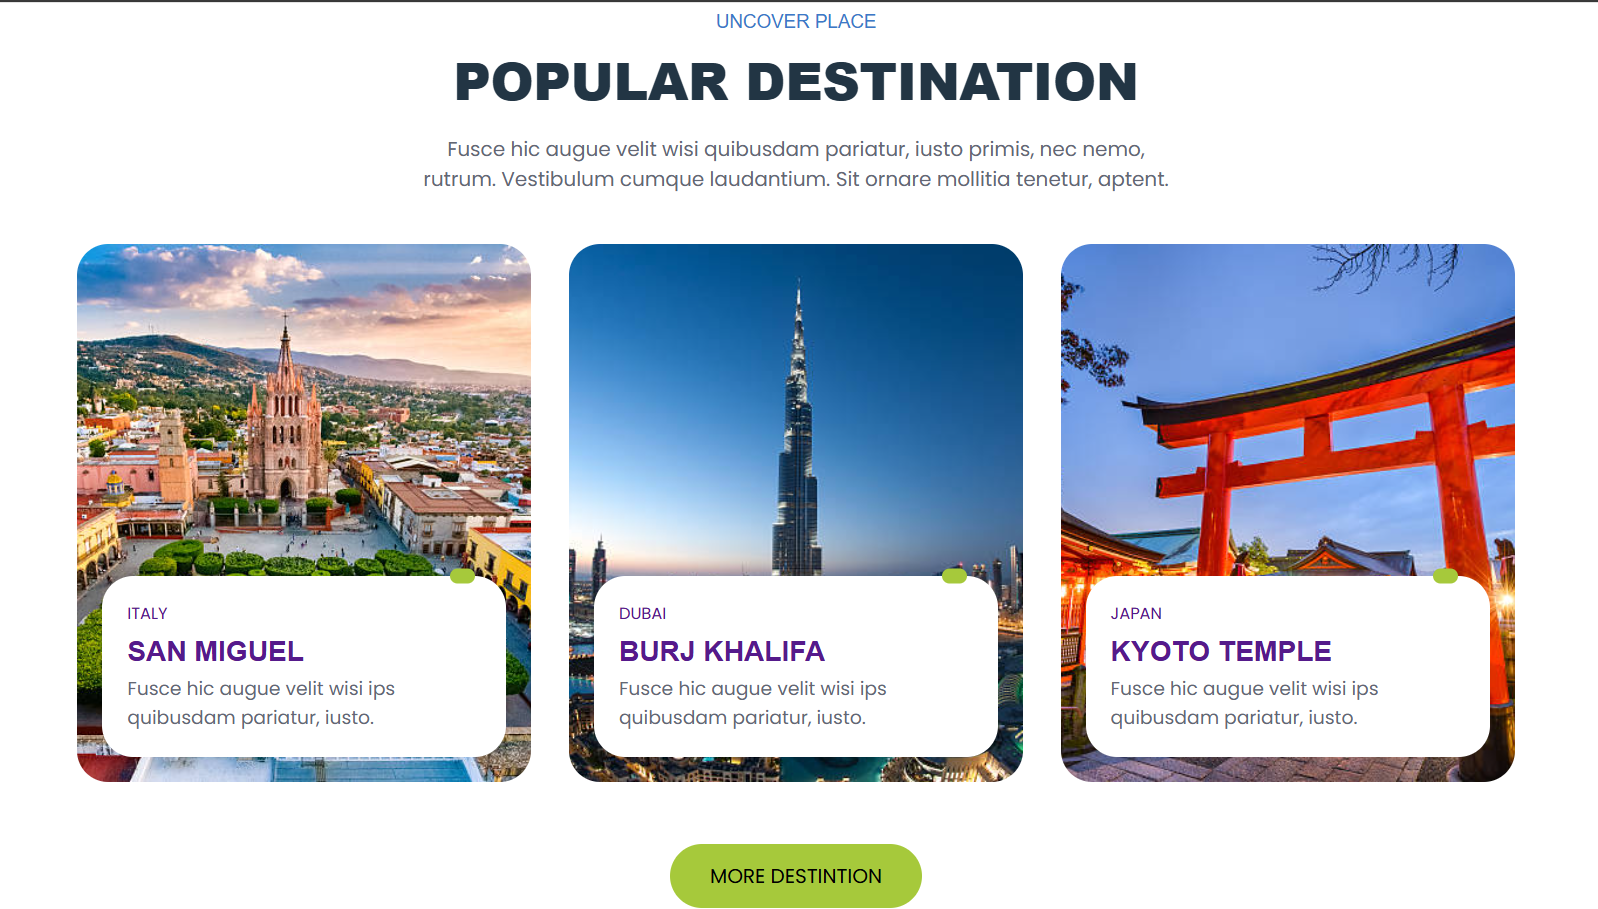 UNCOVER PLACE
POPULAR DESTINATION
Fusce hic augue velit wisi quibusdam pariatur, iusto primis, nec nemo,
rutrum. Vestibulum cumque laudantium. Sit ornare mollitia tenetur, aptent.
ITALY
SAN MIGUEL
Fusce hic augue velit wisi ips
quibusdam pariatur, iusto.
DUBAI
BURJ KHALIFA
Fusce hic augue velit wisi ips
quibusdam pariatur, iusto.
JAPAN
KYOTO TEMPLE
Fusce hic augue velit wisi ips
quibusdam pariatur, iusto.
MORE DESTINTION